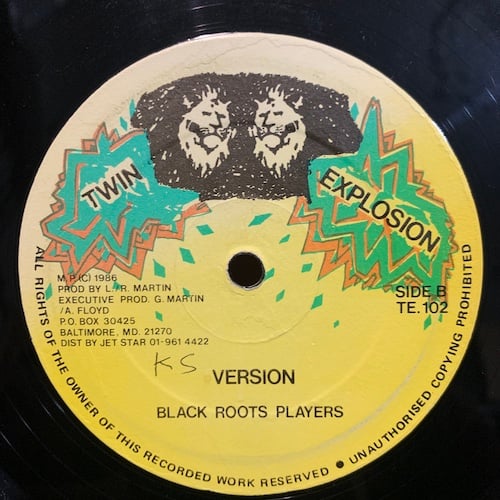 TWIN
EXPLOSION
M.P.(C) 1986
PROD BY L. R. MARTIN
EXECUTIVE PROD. G. MARTIN
/A. FLOYD
P.O. BOX 30425
BALTIMORE, MD. 21270
DIST BY JET STAR 01-961 4422
SIDE B
TE. 102
KS
VERSION
BLACK ROOTS PLAYERS
ALL RIGHTS OF THE OWNER OF THIS RECORDED WORK RESERVED ● UNAUTHORISED COPYING PROHIBITED